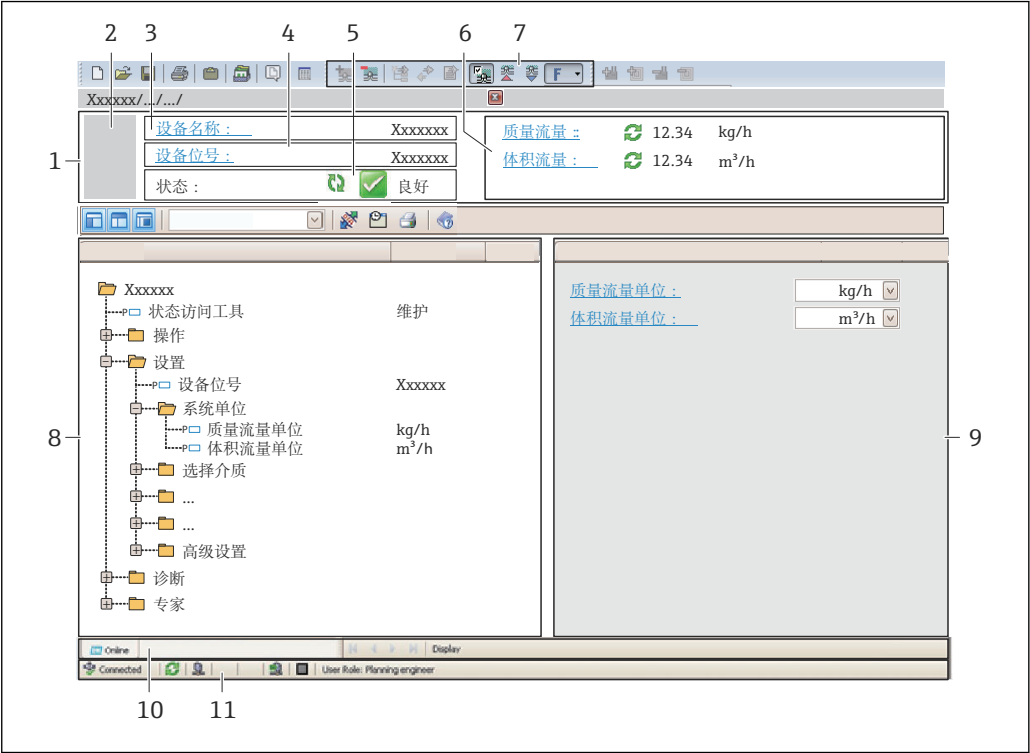 2 3 4 5 6 7
F
Xxxxxx/.../.../
1
设备名称： Xxxxxxx
设备位号： Xxxxxxx
状态： 良好
质量流量： 12.34 kg/h
体积流量： 12.34 m³/h
Xxxxxx
P 状态访问工具 维护
操作
设置
P 设备位号 Xxxxxx
系统单位
P 质量流量单位 kg/h
P 体积流量单位 m³/h
选择介质
...
...
高级设置
诊断
专家
8
质量流量单位： kg/h
体积流量单位： m³/h
9
Online Display
Connected User Role: Planning engineer
10 11